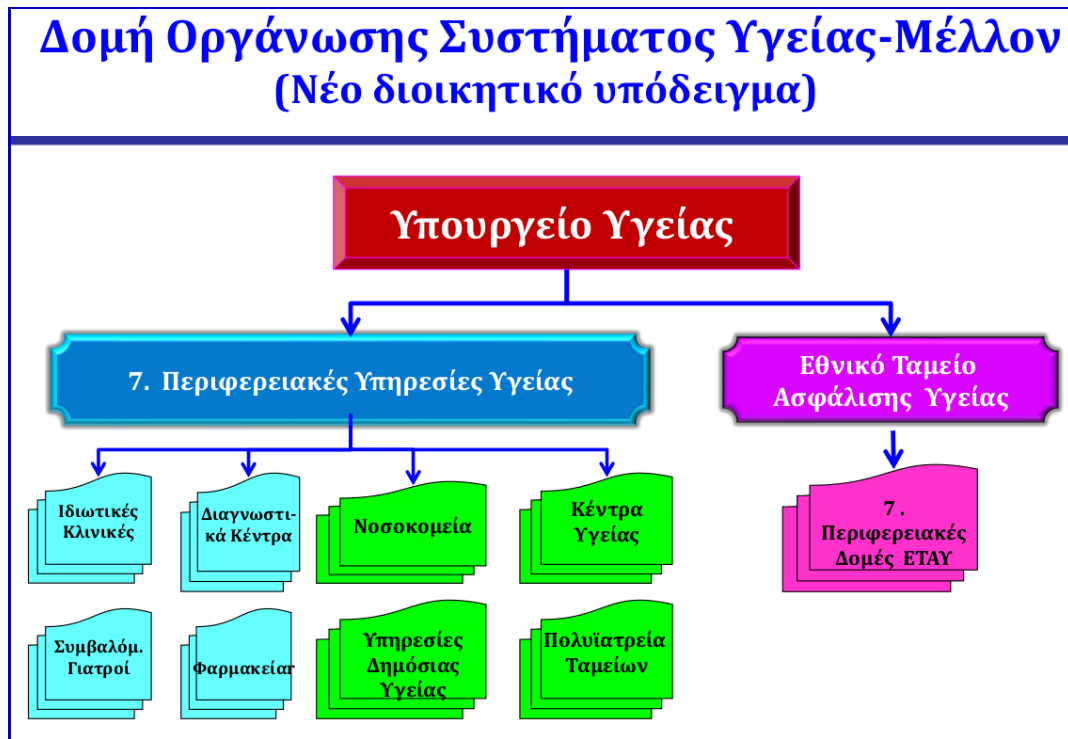 Δομή Οργάνωσης Συστήματος Υγείας-Μέλλον
(Νέο διοικητικό υπόδειγμα)
Υπουργείο Υγείας
7. Περιφερειακές Υπηρεσίες Υγείας
Εθνικό Ταμείο
Ασφάλισης Υγείας
Ιδιωτικές
Κλινικές
Διαγνωστι-
κά Κέντρα
Νοσοκομεία
Κέντρα
Υγείας
7 .
Περιφερειακές
Δομές ΕΤΑΥ
Συμβαλόμ.
Γιατροί
Φαρμακείαr
Υπηρεσίες
Δημόσιας
Υγείας
Πολυϊατρεία
Ταμείων